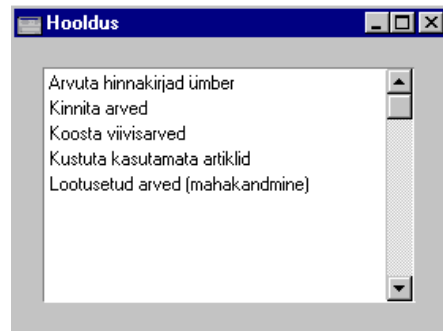 Hooldus
Arvuta hinnakirjad ümber
Kinnita arved
Koosta viivisarved
Kustuta kasutamata artiklid
Lootusetud arved (mahakandmine)